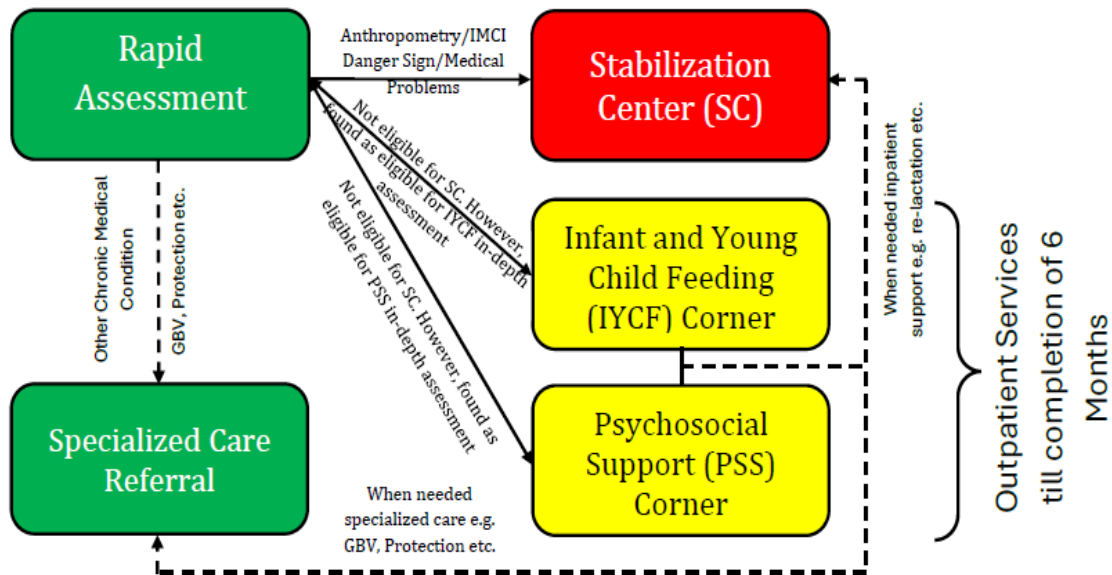 Rapid
Assessment
Anthropometry/IMCI
Danger Sign/Medical
Problems
Stabilization
Center (SC)
Not eligible for SC. However,
found as eligible for IYCF in-depth
assessment
Not eligible for SC. However, found as
eligible for PSS in-depth assessment
Other Chronic Medical
Condition
GBV, Protection etc.
Infant and Young
Child Feeding
(IYCF) Corner
When needed inpatient
support e.g. re-lactation etc.
Outpatient Services
till completion of 6
Months
Specialized Care
Referral
Psychosocial
Support (PSS)
Corner
When needed
specialized care e.g.
GBV, Protection etc.